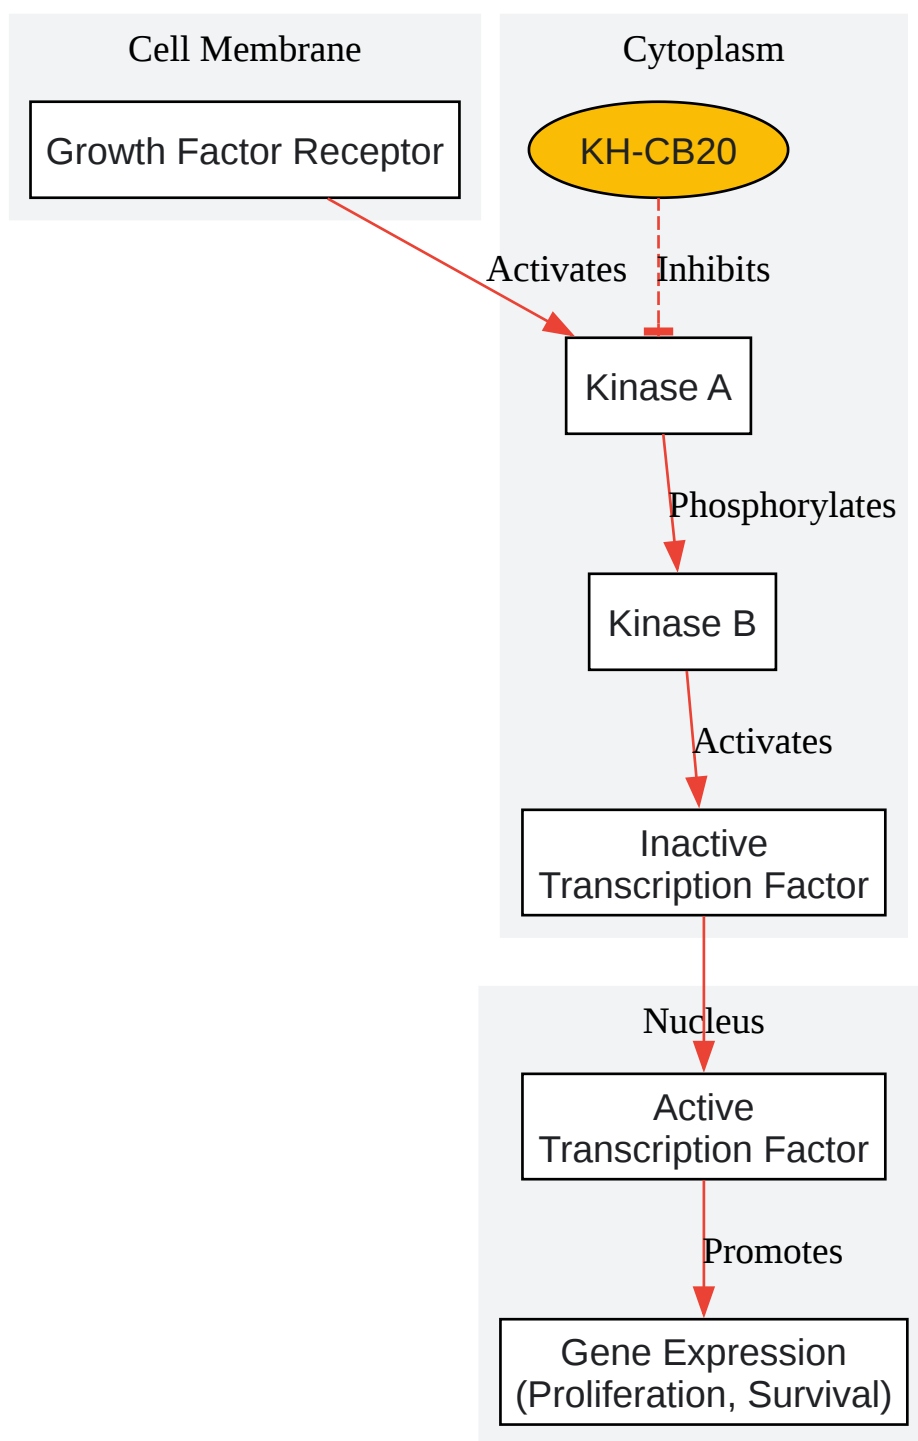 Cell Membrane
Growth Factor Receptor
Cytoplasm
KH-CB20
Activates
Inhibits
Kinase A
Phosphorylates
Kinase B
Activates
Inactive
Transcription Factor
Nucleus
Active
Transcription Factor
Promotes
Gene Expression
(Proliferation, Survival)